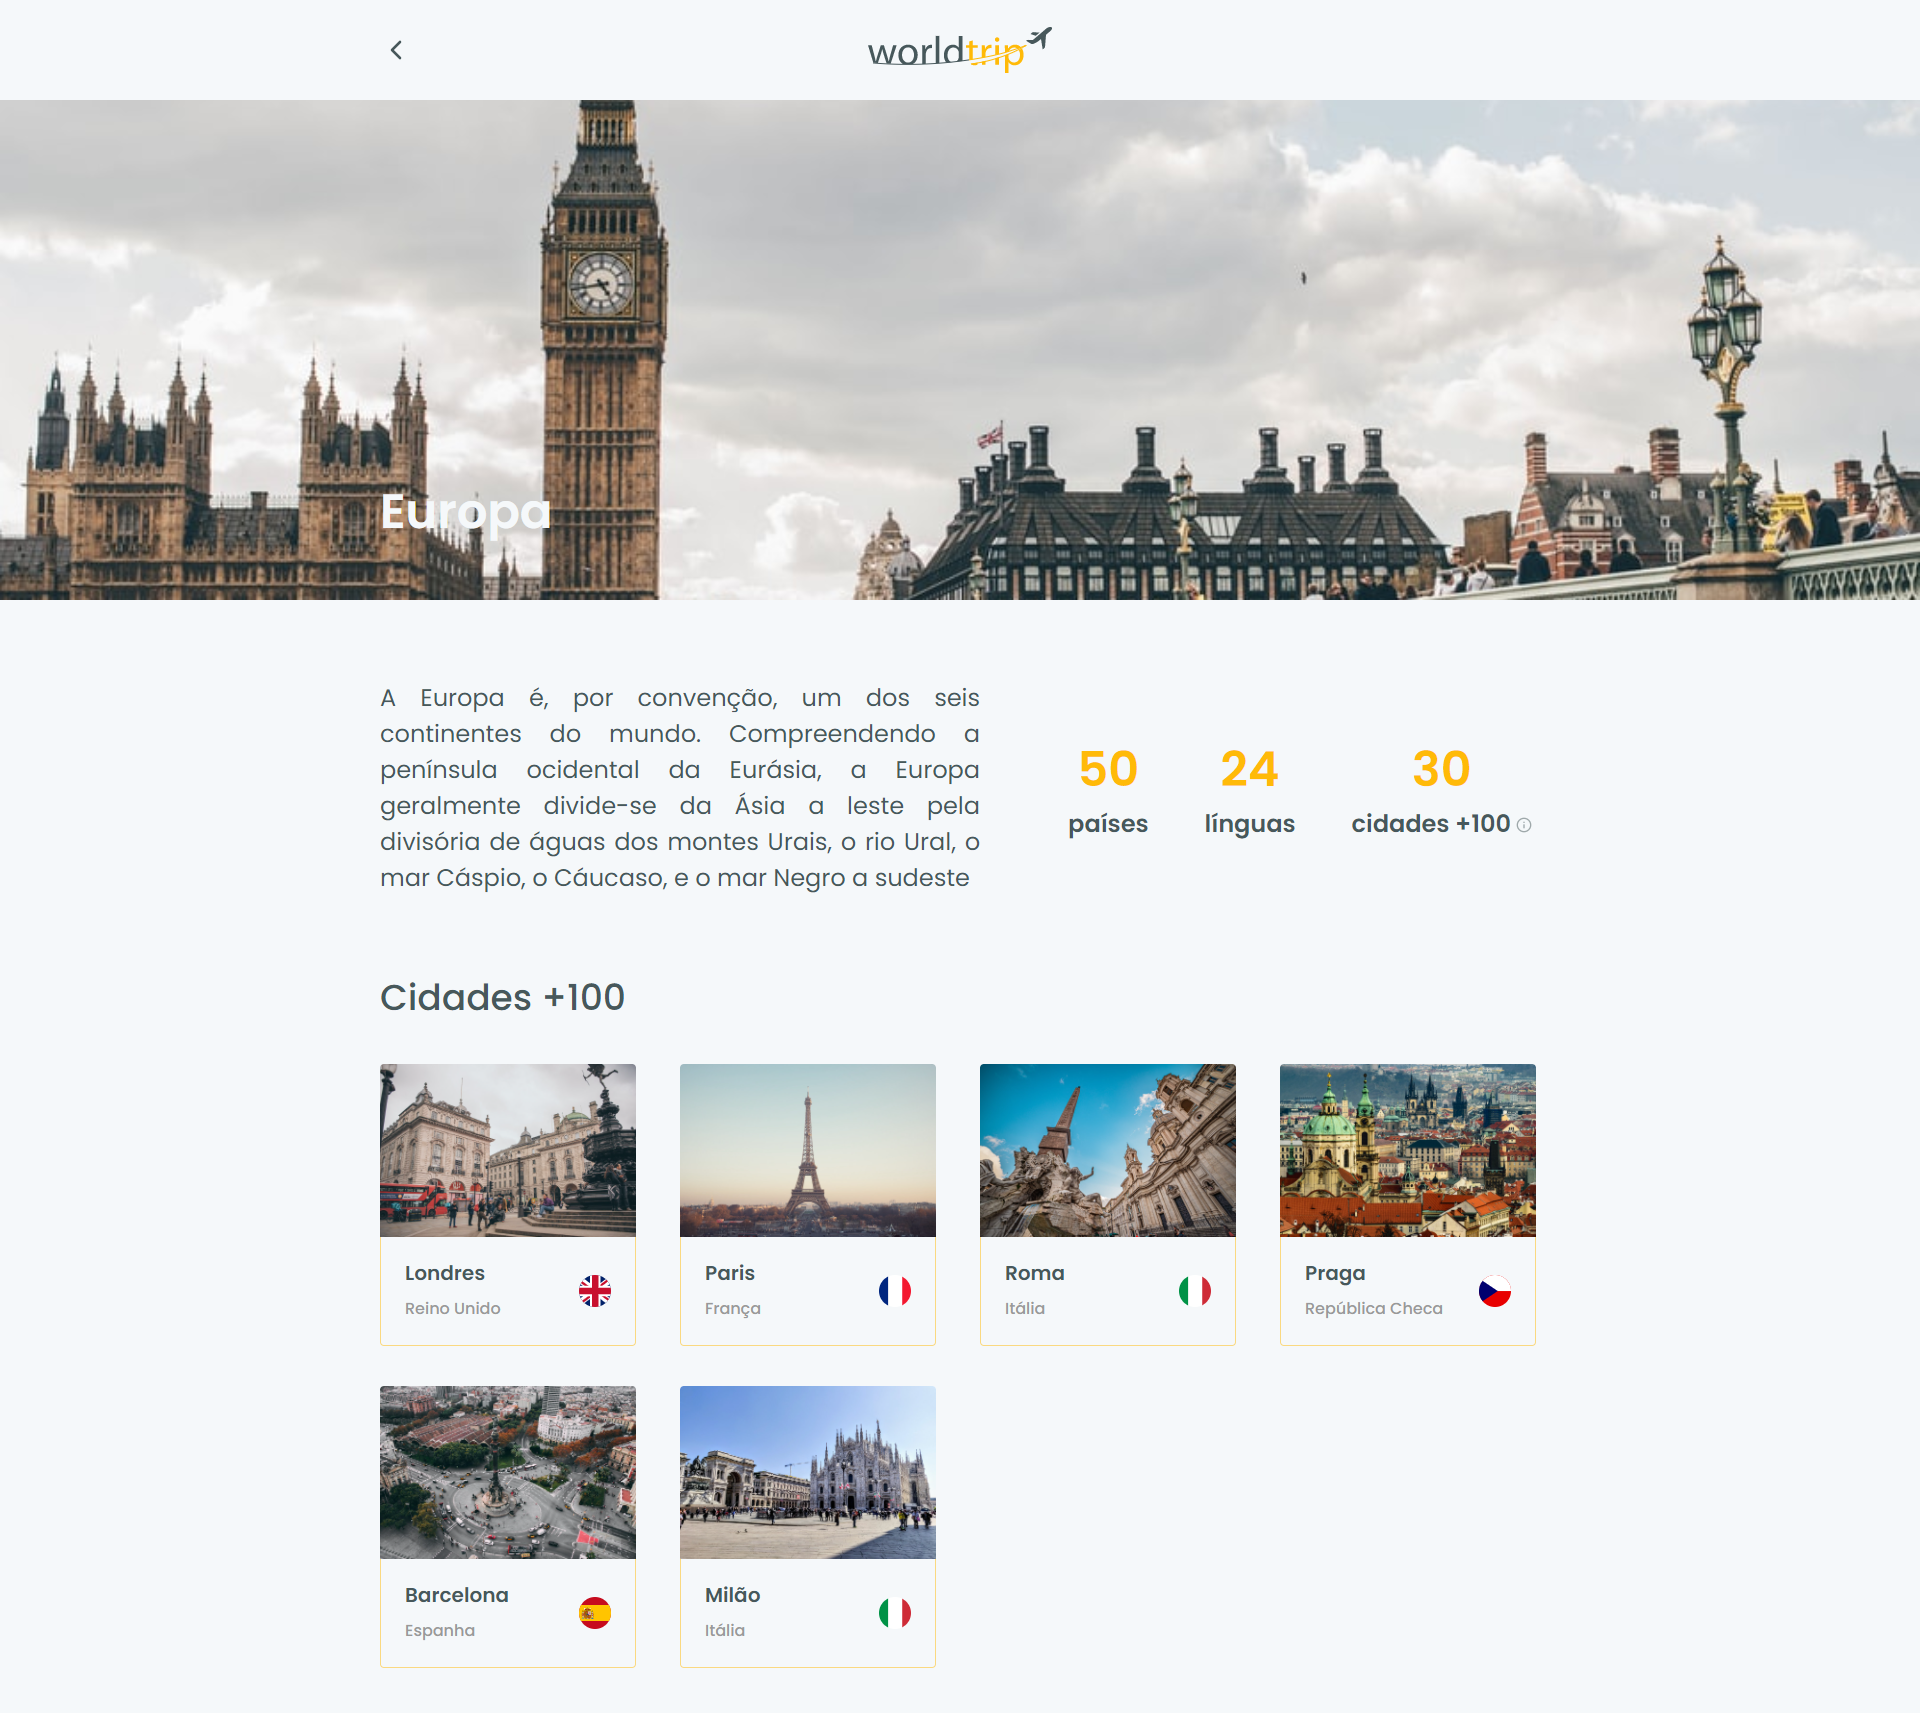 worldtrip
Europa
A Europa é, por convenção, um dos seis
continentes do mundo. Compreendendo a
península ocidental da Eurásia, a Europa
geralmente divide-se da Ásia a leste pela
divisória de águas dos montes Urais, o rio Ural, o
mar Cáspio, o Cáucaso, e o mar Negro a sudeste
50
países
24
línguas
30
cidades +100
Cidades +100
Londres
Reino Unido
Paris
França
Roma
Itália
Praga
República Checa
Barcelona
Espanha
Milão
Itália